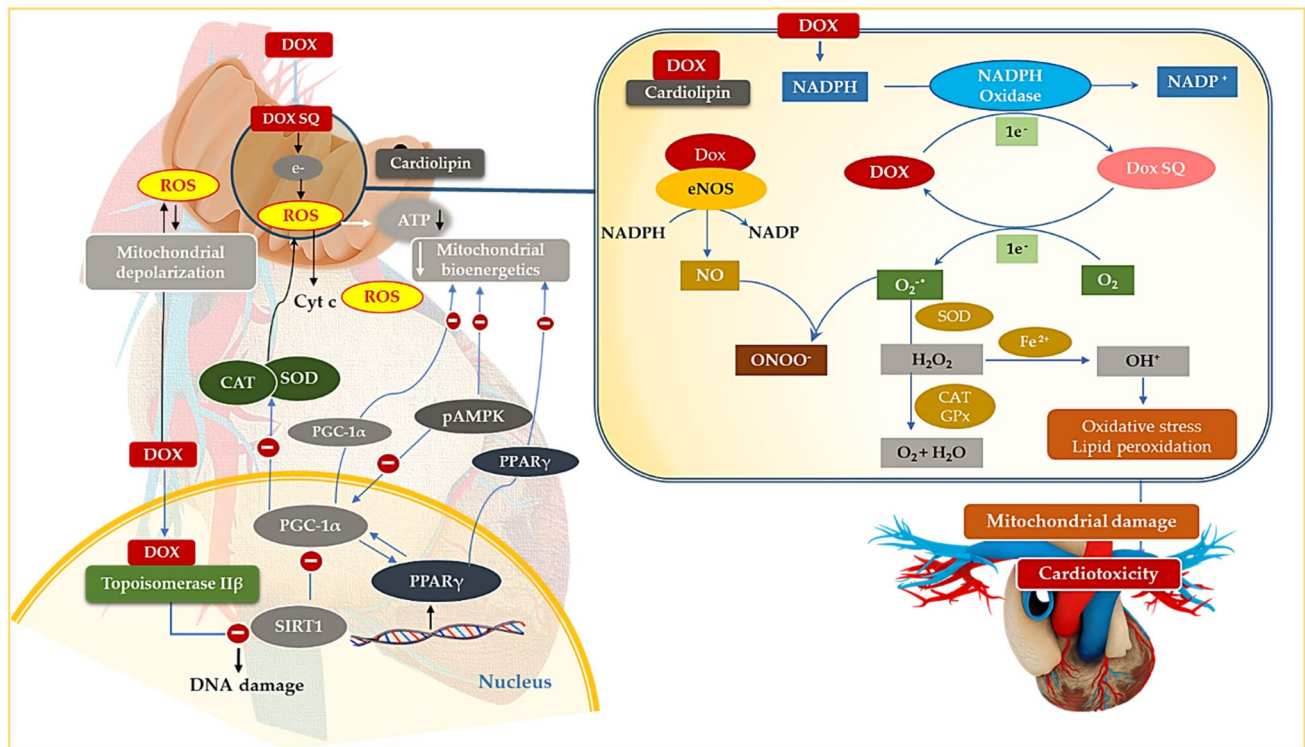 DOX
DOX SQ
e-
ROS
Cardiolipin
ROS
ATP
Mitochondrial
depolarization
Mitochondrial
bioenergetics
Cyt c
ROS
CAT
SOD
PGC-1α
pAMPK
DOX
PPARγ
PGC-1α
DOX
Topoisomerase IIβ
PPARγ
SIRT1
DNA damage
Nucleus
DOX
DOX
Cardiolipin
NADPH
NADPH
Oxidase
NADP +
1e-
Dox
eNOS
DOX
Dox SQ
NADPH
NADP
1e-
NO
O2-•
O2
SOD
ONOO-
H2O2
Fe2+
OH+
CAT
GPx
O2 + H2O
Oxidative stress
Lipid peroxidation
Mitochondrial damage
Cardiotoxicity